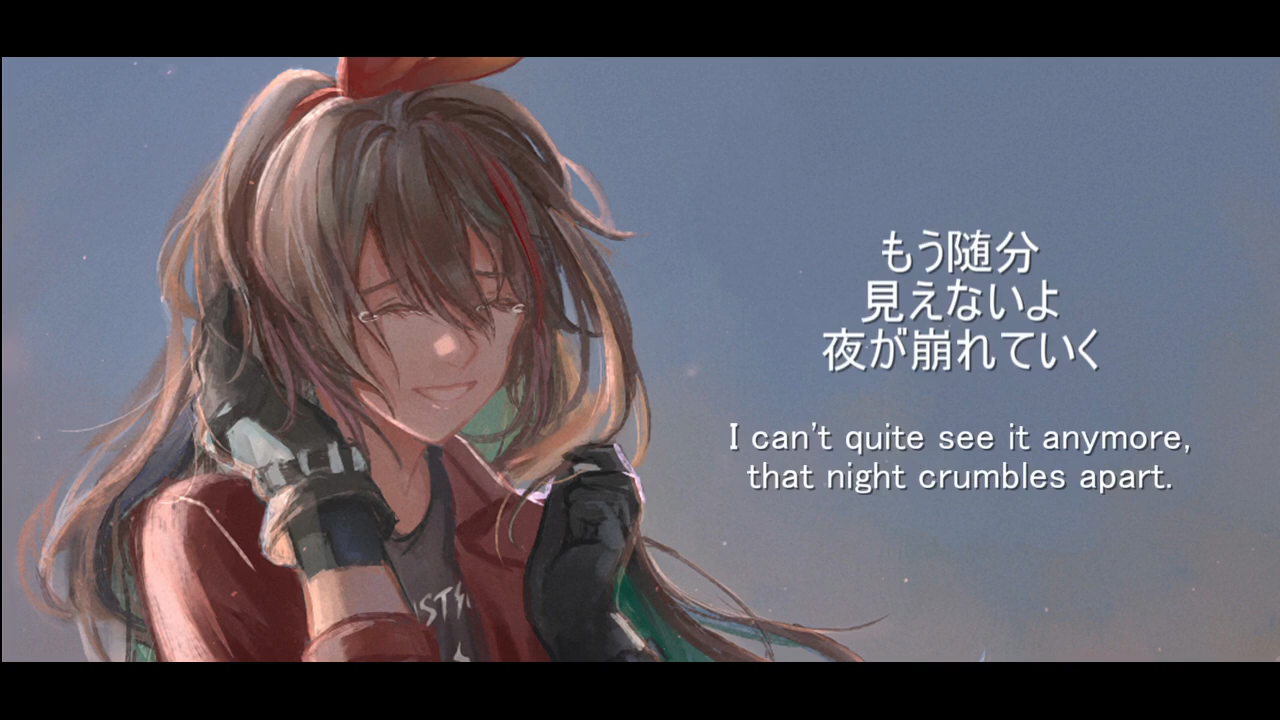 もう随分
見えないよ
夜が崩れていく
I can't quite see it anymore,
that night crumbles apart.